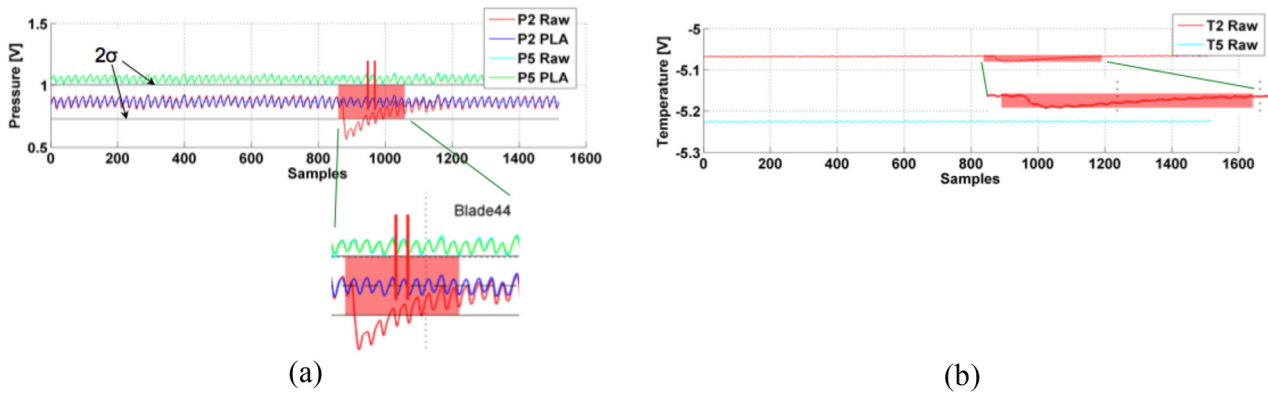 1.5
1
0.5
Pressure [V]
2σ
P2 Raw
P2 PLA
P5 Raw
P5 PLA
0 200 400 600 800 1000 1200 1400 1600
Samples
Blade44
(a)
-5
-5.1
-5.2
-5.3
Temperature [V]
T2 Raw
T5 Raw
0 200 400 600 800 1000 1200 1400 1600
Samples
(b)